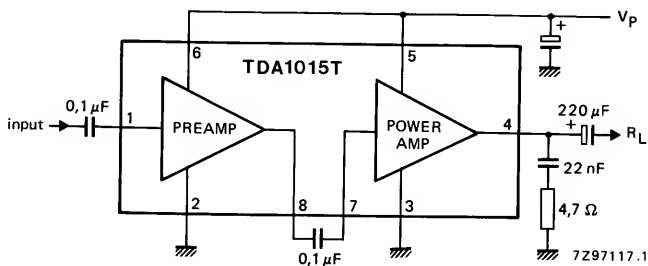 V_P
6
5
+
TDA1015T
input
0,1 µF
1
PREAMP
POWER
AMP
4
220 µF
+
R_L
22 nF
2
8
7
3
0,1 µF
4,7 Ω
7Z97117.1